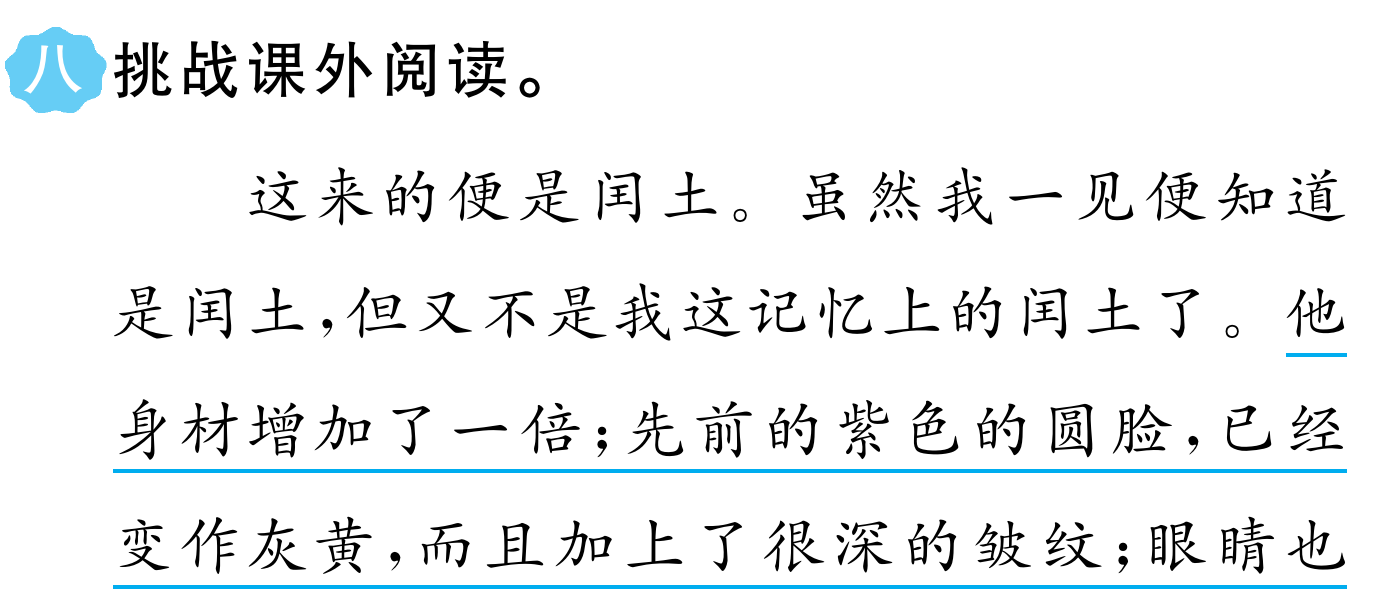 八 挑战课外阅读。
这来的便是闰土。虽然我一见便知道
是闰土,但又不是我这记忆上的闰土了。他
身材增加了一倍;先前的紫色的圆脸,已经
变作灰黄,而且加上了很深的皱纹;眼睛也